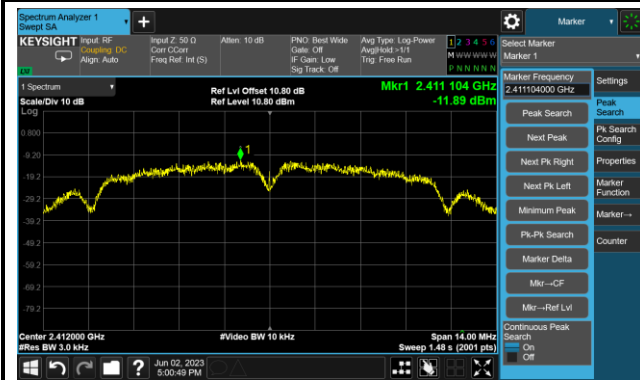 Spectrum Analyzer 1
Swept SA
Marker
KEYSIGHT
Input: RF
Coupling: DC
Align: Auto
Input Z: 50 Ω
Corr CCorr
Freq Ref: Int (S)
Atten: 10 dB
PNO: Best Wide
Gate: Off
IF Gain: Low
Sig Track: Off
Avg Type: Log-Power
Avg|Hold:>1/1
Trig: Free Run
1 2 3 4 5 6
M W W W W W
P N N N N N
Select Marker
Marker 1
1 Spectrum
Scale/Div 10 dB
Log
Ref Lvl Offset 10.80 dB
Ref Level 10.80 dBm
Mkr1 2.411 104 GHz
-11.89 dBm
Marker Frequency
2.411104000 GHz
Peak Search
Next Peak
Next Pk Right
Next Pk Left
Minimum Peak
Pk-Pk Search
Marker Delta
Mkr→CF
Mkr→Ref Lvl
Continuous Peak
Search
On
Off
Settings
Peak
Search
Pk Search
Config
Properties
Marker
Function
Marker→
Counter
0.800
-9.20
-19.2
-29.2
-39.2
-49.2
-59.2
-69.2
-79.2
1
Center 2.412000 GHz
#Res BW 3.0 kHz
#Video BW 10 kHz
Span 14.00 MHz
Sweep 1.48 s (2001 pts)
?
Jun 02, 2023
5:00:49 PM